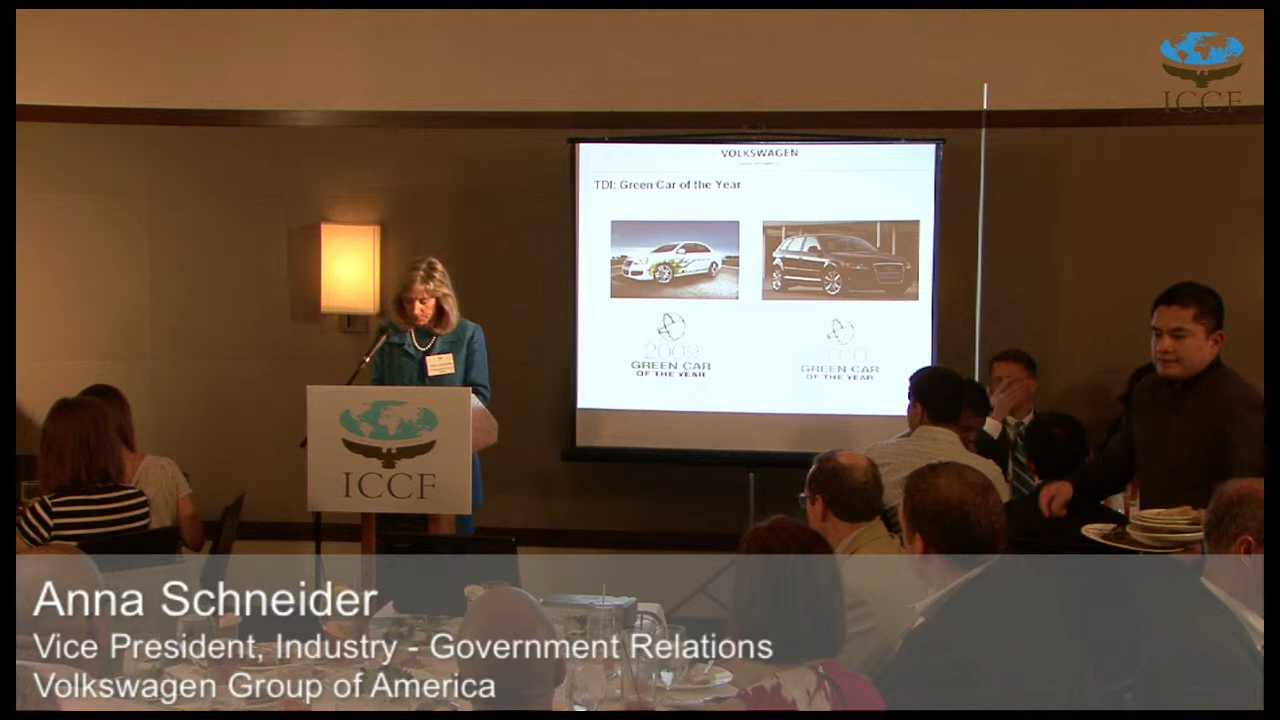 ICCF
VOLKSWAGEN
TDI: Green Car of the Year
2009
GREEN CAR
OF THE YEAR
GREEN CAR
OF THE YEAR
ICCF
Anna Schneider
Vice President, Industry - Government Relations
Volkswagen Group of America